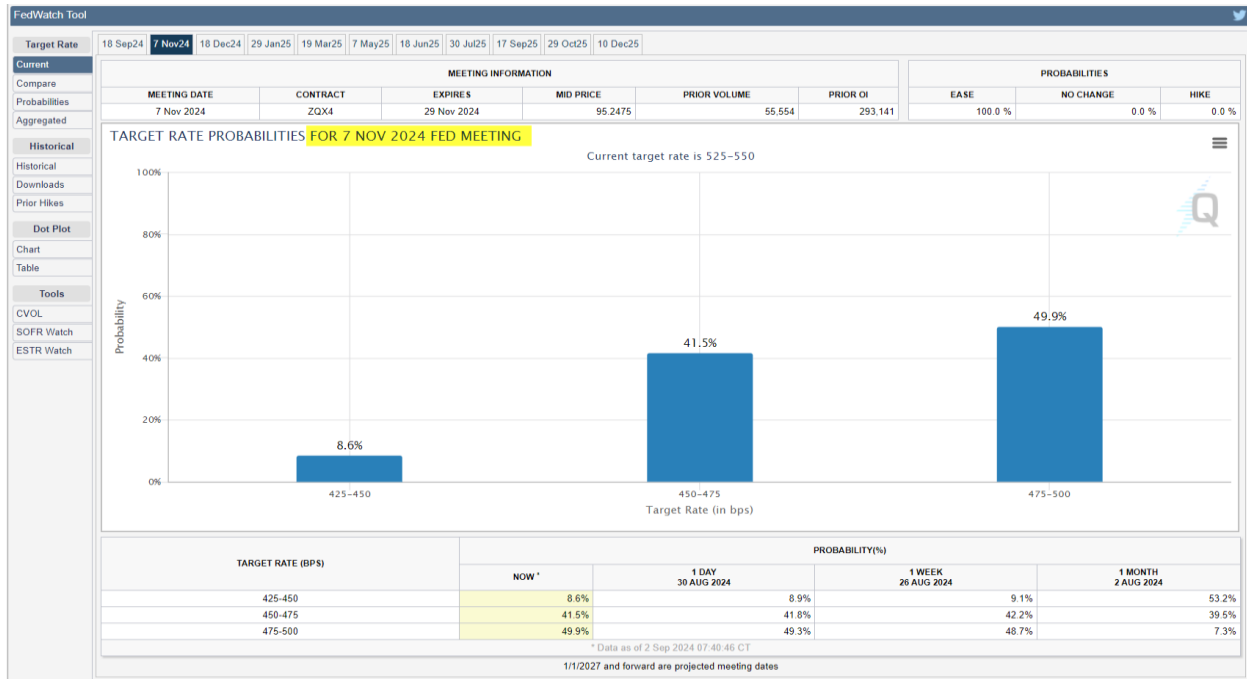 FedWatch Tool
Target Rate
Current
Compare
Probabilities
Aggregated
Historical
Historical
Downloads
Prior Hikes
Dot Plot
Chart
Table
Tools
CVOL
SOFR Watch
ESTR Watch
18 Sep24 7 Nov24 18 Dec24 29 Jan25 19 Mar25 7 May25 18 Jun25 30 Jul25 17 Sep25 29 Oct25 10 Dec25
MEETING INFORMATION
MEETING DATE CONTRACT EXPIRES MID PRICE PRIOR VOLUME PRIOR OI
7 Nov 2024 ZQX4 29 Nov 2024 95.2475 55,554 293,141
PROBABILITIES
EASE NO CHANGE HIKE
100.0 % 0.0 % 0.0 %
TARGET RATE PROBABILITIES FOR 7 NOV 2024 FED MEETING
Current target rate is 525-550
Q
Probability
100%
80%
60%
40%
20%
0%
8.6%
41.5%
49.9%
425-450 450-475 475-500
Target Rate (in bps)
TARGET RATE (BPS) PROBABILITY(%)
NOW * 1 DAY 1 WEEK 1 MONTH
30 AUG 2024 26 AUG 2024 2 AUG 2024
425-450 8.6% 8.9% 9.1% 53.2%
450-475 41.5% 41.8% 42.2% 39.5%
475-500 49.9% 49.3% 48.7% 7.3%
* Data as of 2 Sep 2024 07:40:46 CT
1/1/2027 and forward are projected meeting dates